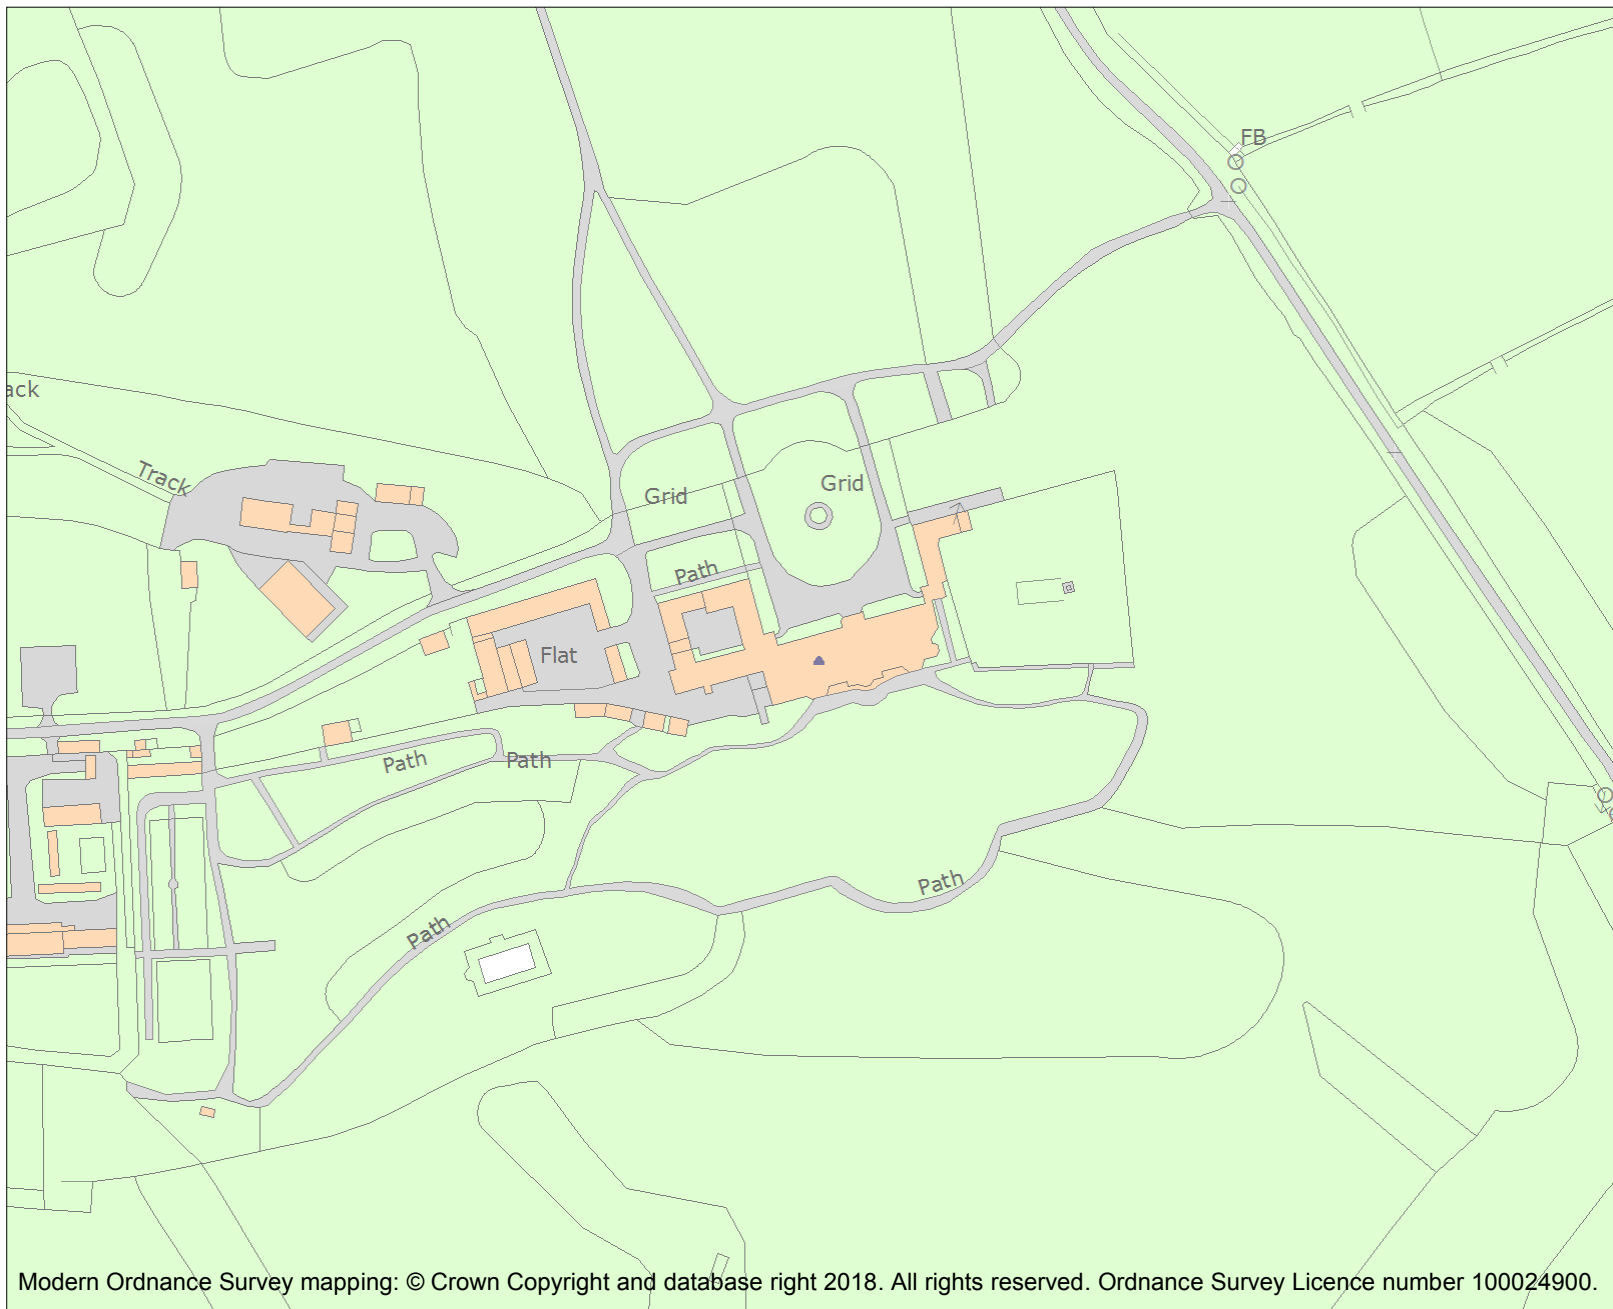 FB
ack
Track
Grid
Grid
Path
Flat
Path
Path
Path
Path
Modern Ordnance Survey mapping: © Crown Copyright and database right 2018. All rights reserved. Ordnance Survey Licence number 100024900.